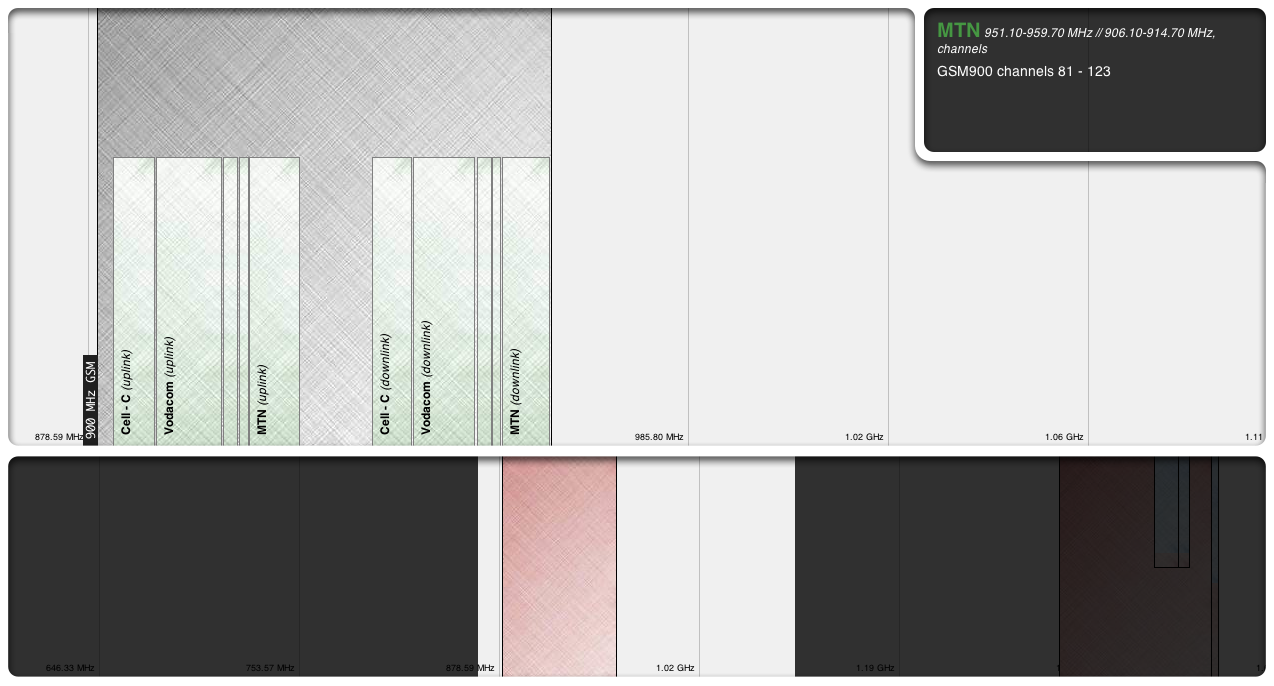 MTN 951.10-959.70 MHz // 906.10-914.70 MHz,
channels
GSM900 channels 81 - 123
900 MHz GSM
Cell - C (uplink)
Vodacom (uplink)
MTN (uplink)
Cell - C (downlink)
Vodacom (downlink)
MTN (downlink)
878.59 MHz
985.80 MHz
1.02 GHz
1.06 GHz
1.11
646.33 MHz
753.57 MHz
878.59 MHz
1.02 GHz
1.19 GHz